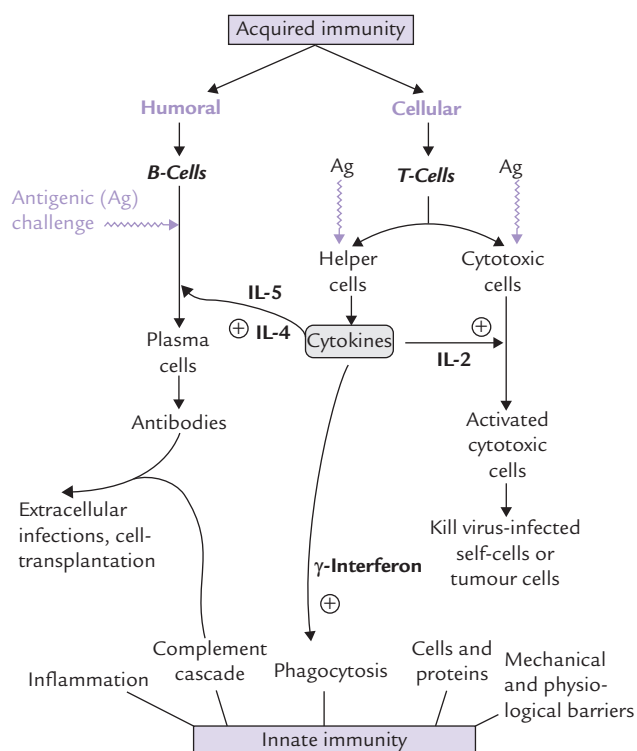 Acquired immunity
Humoral
Cellular
B-Cells
Ag
T-Cells
Ag
Antigenic (Ag)
challenge
Helper
cells
Cytotoxic
cells
IL-5
⊕ IL-4
Cytokines
⊕
IL-2
Plasma
cells
Antibodies
Activated
cytotoxic
cells
Extracellular
infections, cell-
transplantation
Kill virus-infected
self-cells or
tumour cells
γ-Interferon
⊕
Inflammation
Complement
cascade
Phagocytosis
Cells and
proteins
Mechanical
and physio-
logical barriers
Innate immunity